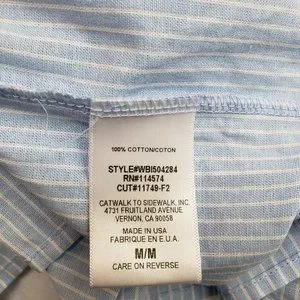 100% COTTON/COTON
STYLE#WBI504284
RN#114574
CUT#11749-F2
CATWALK TO SIDEWALK, INC.
4731 FRUITLAND AVENUE
VERNON, CA 90058
MADE IN USA
FABRIQUE EN E.U.A.
M/M
CARE ON REVERSE